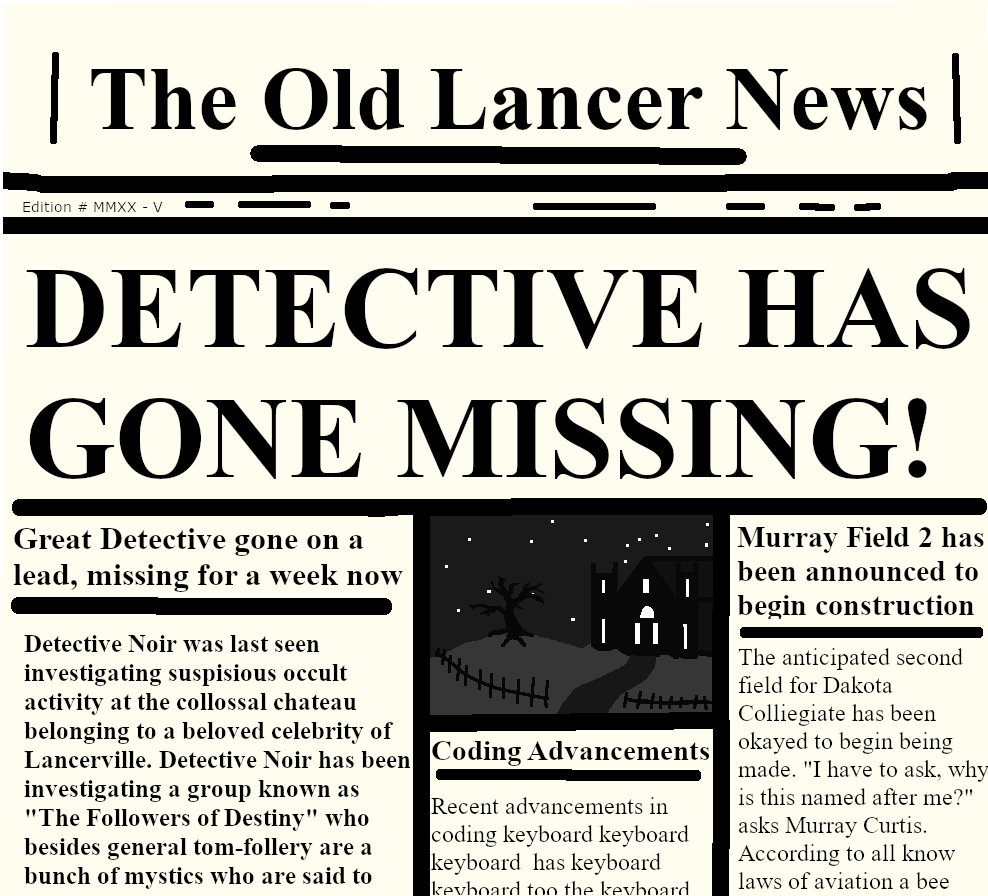 The Old Lancer News
Edition # MMXX - V
DETECTIVE HAS
GONE MISSING!
Great Detective gone on a
lead, missing for a week now
Detective Noir was last seen
investigating suspisious occult
activity at the collossal chateau
belonging to a beloved celebrity of
Lancerville. Detective Noir has been
investigating a group known as
"The Followers of Destiny" who
besides general tom-follery are a
bunch of mystics who are said to
Coding Advancements
Recent advancements in
coding keyboard keyboard
keyboard  has keyboard
keyboard too the keyboard
Murray Field 2 has
been announced to
begin construction
The anticipated second
field for Dakota
Colliegiate has been
okayed to begin being
made. "I have to ask, why
is this named after me?"
asks Murray Curtis.
According to all know
laws of aviation a bee